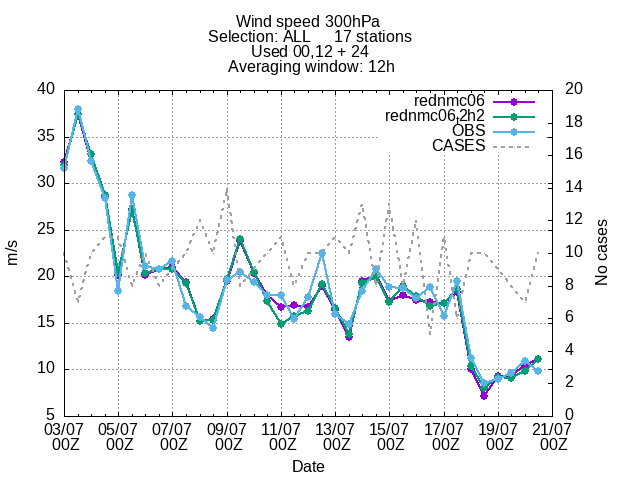 Wind speed 300hPa
Selection: ALL 17 stations
Used 00,12 + 24
Averaging window: 12h
rednmc06
rednmc06,2h2
OBS
CASES
40
35
30
25
20
15
10
5
m/s
20
18
16
14
12
10
8
6
4
2
0
No cases
03/07 05/07 07/07 09/07 11/07 13/07 15/07 17/07 19/07 21/07
00Z 00Z 00Z 00Z 00Z 00Z 00Z 00Z 00Z 00Z
Date